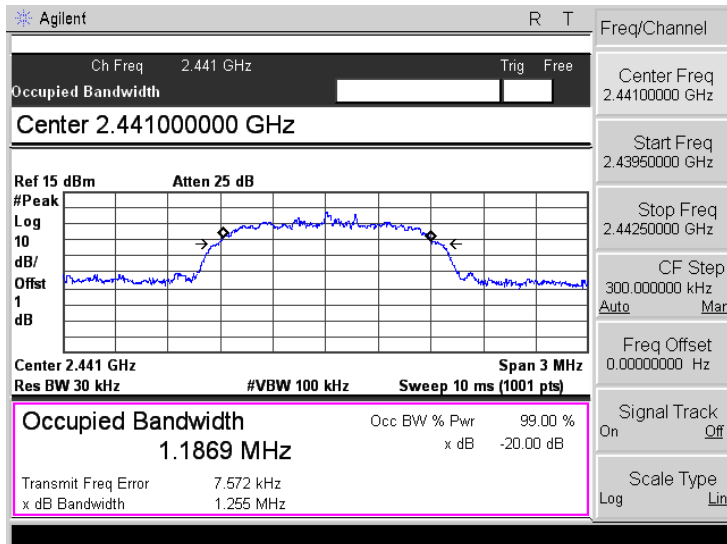 Agilent
R T
Ch Freq 2.441 GHz Trig Free
Occupied Bandwidth
Center 2.441000000 GHz
Ref 15 dBm Atten 25 dB
#Peak
Log
10
dB/
Offst
1
dB
Center 2.441 GHz Span 3 MHz
Res BW 30 kHz #VBW 100 kHz Sweep 10 ms (1001 pts)
Occupied Bandwidth
1.1869 MHz
Occ BW % Pwr 99.00 %
x dB -20.00 dB
Transmit Freq Error 7.572 kHz
x dB Bandwidth 1.255 MHz
Freq/Channel
Center Freq
2.44100000 GHz
Start Freq
2.43950000 GHz
Stop Freq
2.44250000 GHz
CF Step
300.000000 kHz
Auto Man
Freq Offset
0.00000000 Hz
Signal Track
On Off
Scale Type
Log Lin